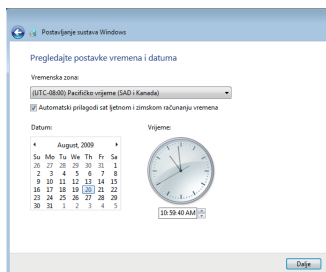 Postavljanje sustava Windows
Pregledajte postavke vremena i datuma
Vremenska zona:
(UTC-08:00) Pacifičko vrijeme (SAD i Kanada)
Automatski prilagodi sat ljetnom i zimskom računanju vremena
Datum:
Vrijeme:
August, 2009
Su Mo Tu We Th Fr Sa
26 27 28 29 30 31 1
2 3 4 5 6 7 8
9 10 11 12 13 14 15
16 17 18 19 20 21 22
23 24 25 26 27 28 29
30 31 1 2 3 4 5
10:59:40 AM
Dalje